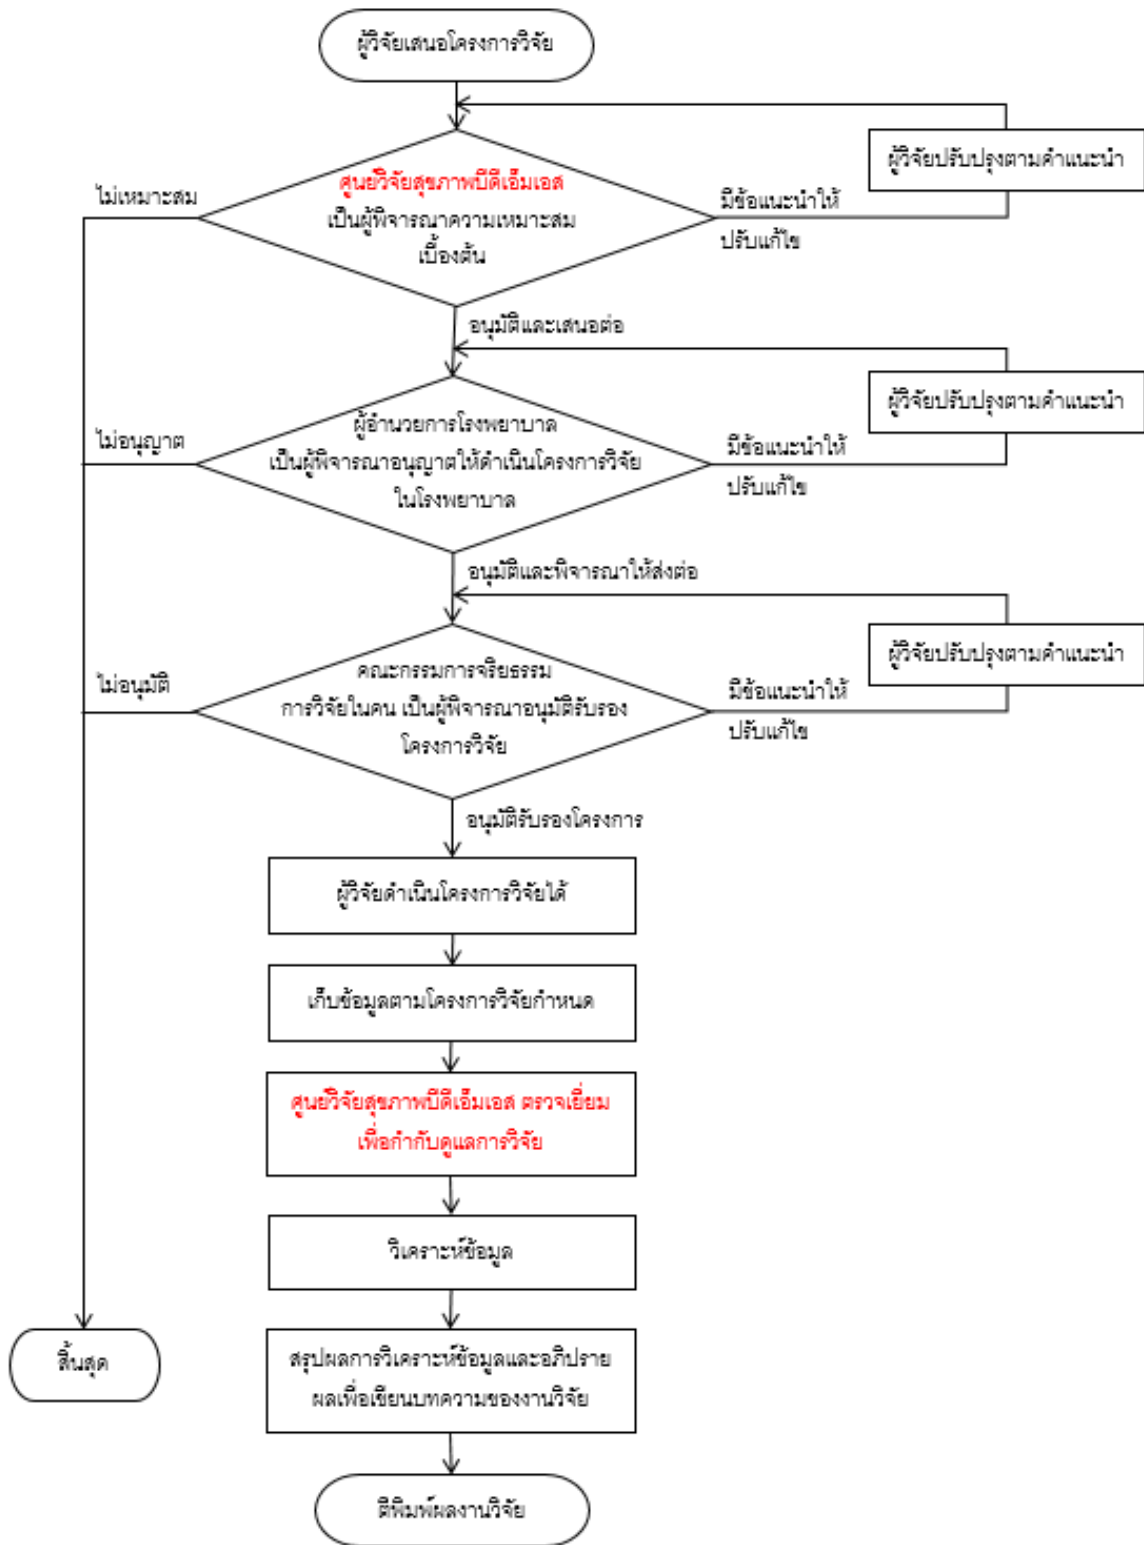 ผู้วิจัยเสนอโครงการวิจัย
ผู้วิจัยปรับปรุงตามคำแนะนำ
ไม่เหมาะสม
ศูนย์วิจัยสุขภาพบีดีเอ็มเอส
เป็นผู้พิจารณาความเหมาะสม
เบื้องต้น
มีข้อแนะนำให้
ปรับแก้ไข
อนุมัติและเสนอต่อ
ผู้วิจัยปรับปรุงตามคำแนะนำ
ไม่อนุญาต
ผู้อำนวยการโรงพยาบาล
เป็นผู้พิจารณาอนุญาตให้ดำเนินโครงการวิจัย
ในโรงพยาบาล
มีข้อแนะนำให้
ปรับแก้ไข
อนุมัติและพิจารณาให้ส่งต่อ
ผู้วิจัยปรับปรุงตามคำแนะนำ
ไม่อนุมัติ
คณะกรรมการจริยธรรม
การวิจัยในคน เป็นผู้พิจารณาอนุมัติรับรอง
โครงการวิจัย
มีข้อแนะนำให้
ปรับแก้ไข
อนุมัติรับรองโครงการ
ผู้วิจัยดำเนินโครงการวิจัยได้
เก็บข้อมูลตามโครงการวิจัยกำหนด
ศูนย์วิจัยสุขภาพบีดีเอ็มเอส ตรวจเยี่ยม
เพื่อกำกับดูแลการวิจัย
วิเคราะห์ข้อมูล
สิ้นสุด
สรุปผลการวิเคราะห์ข้อมูลและอภิปราย
ผลเพื่อเขียนบทความของงานวิจัย
ตีพิมพ์ผลงานวิจัย